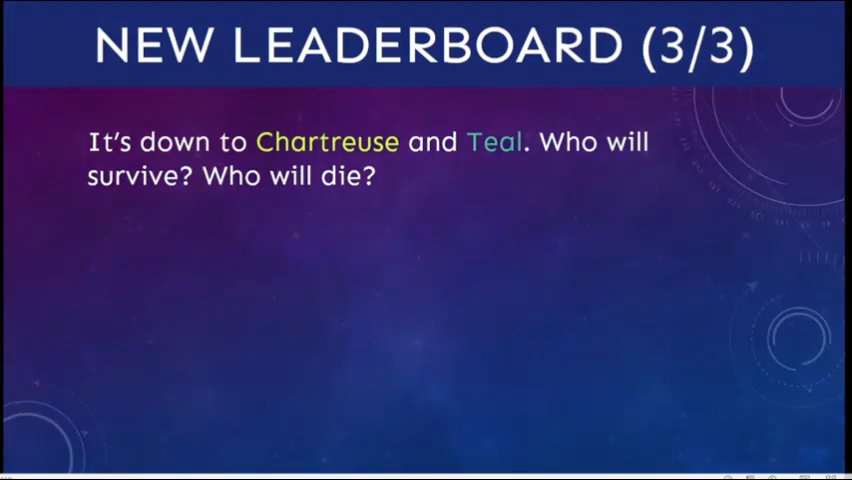 NEW LEADERBOARD (3/3)
It's down to Chartreuse and Teal. Who will
survive? Who will die?